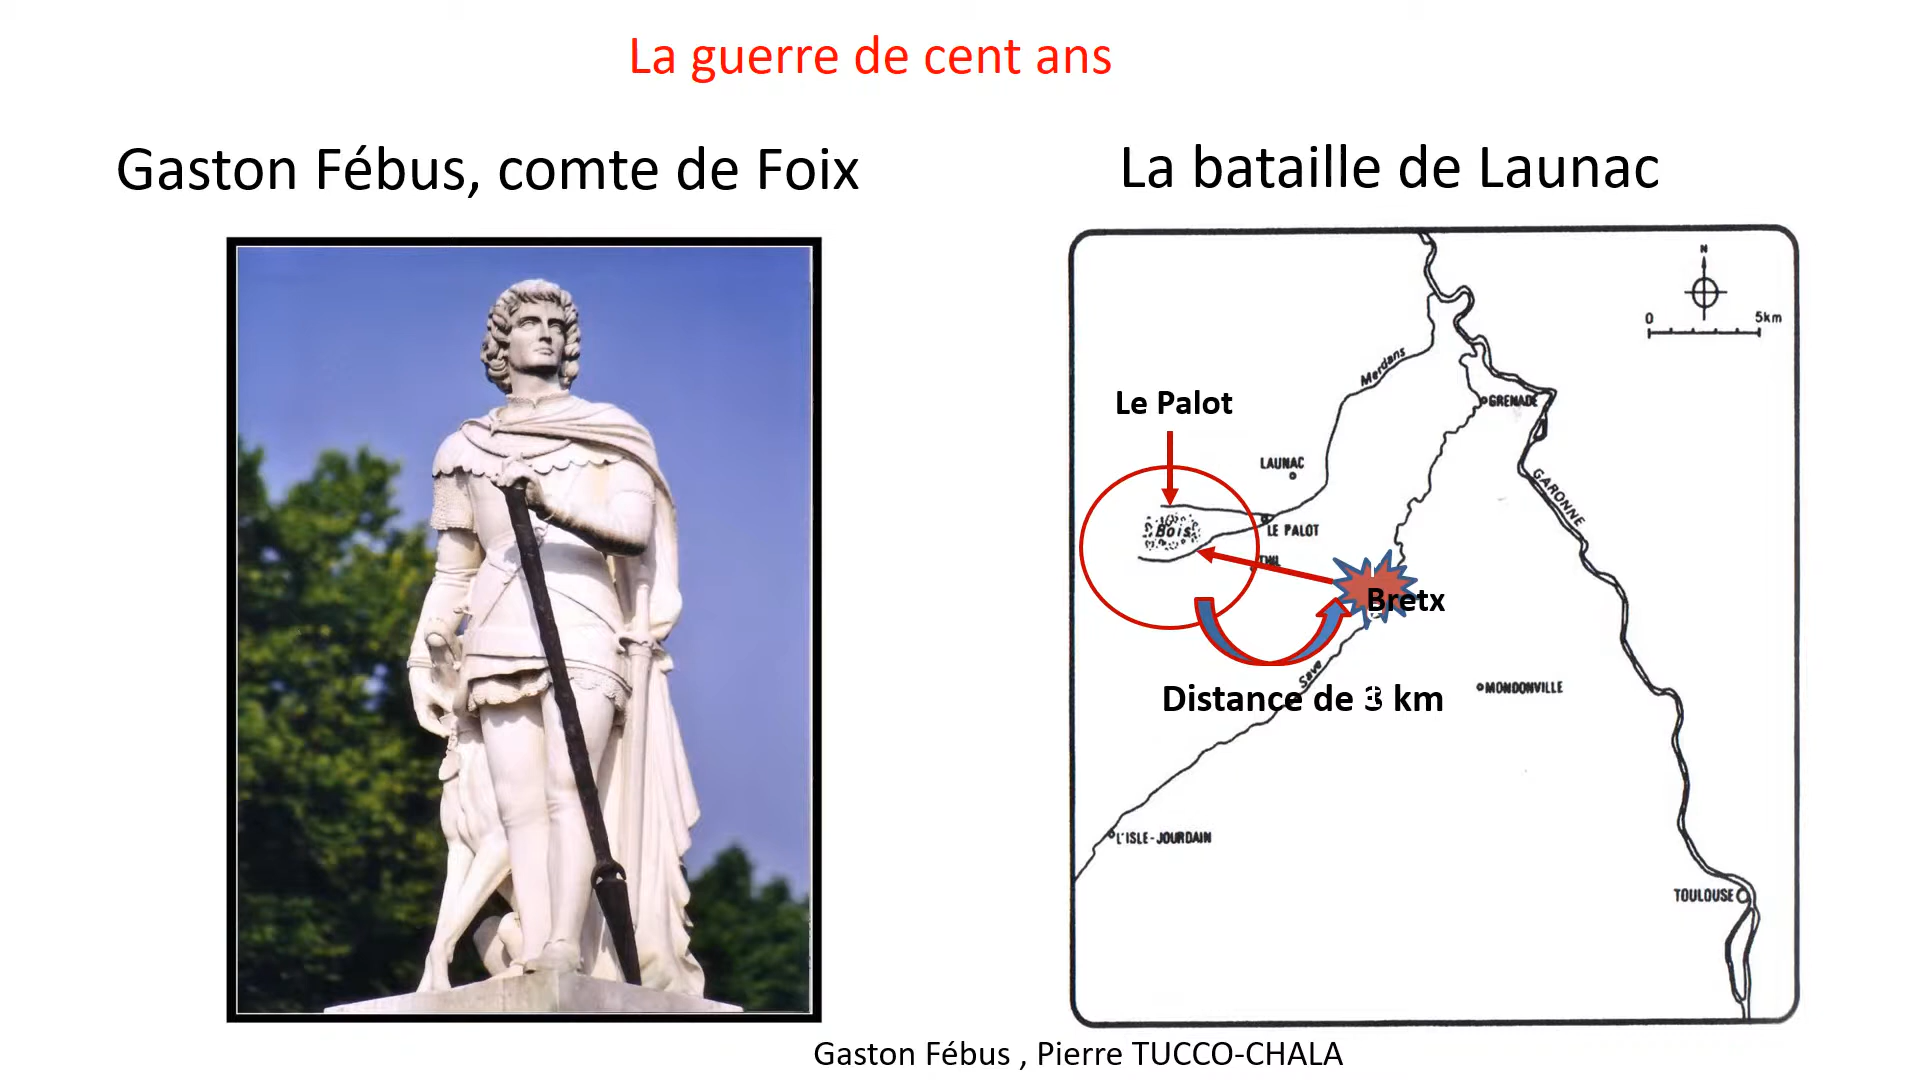 La guerre de cent ans
Gaston Fébus, comte de Foix
La bataille de Launac
N
0 5km
Merdans
Le Palot
GRENADE
LAUNAC
GARONNE
Bois
LE PALOT
THIL
Bretx
Save
MONDONVILLE
Distance de 3 km
L'ISLE-JOURDAIN
TOULOUSE
Gaston Fébus , Pierre TUCCO-CHALA